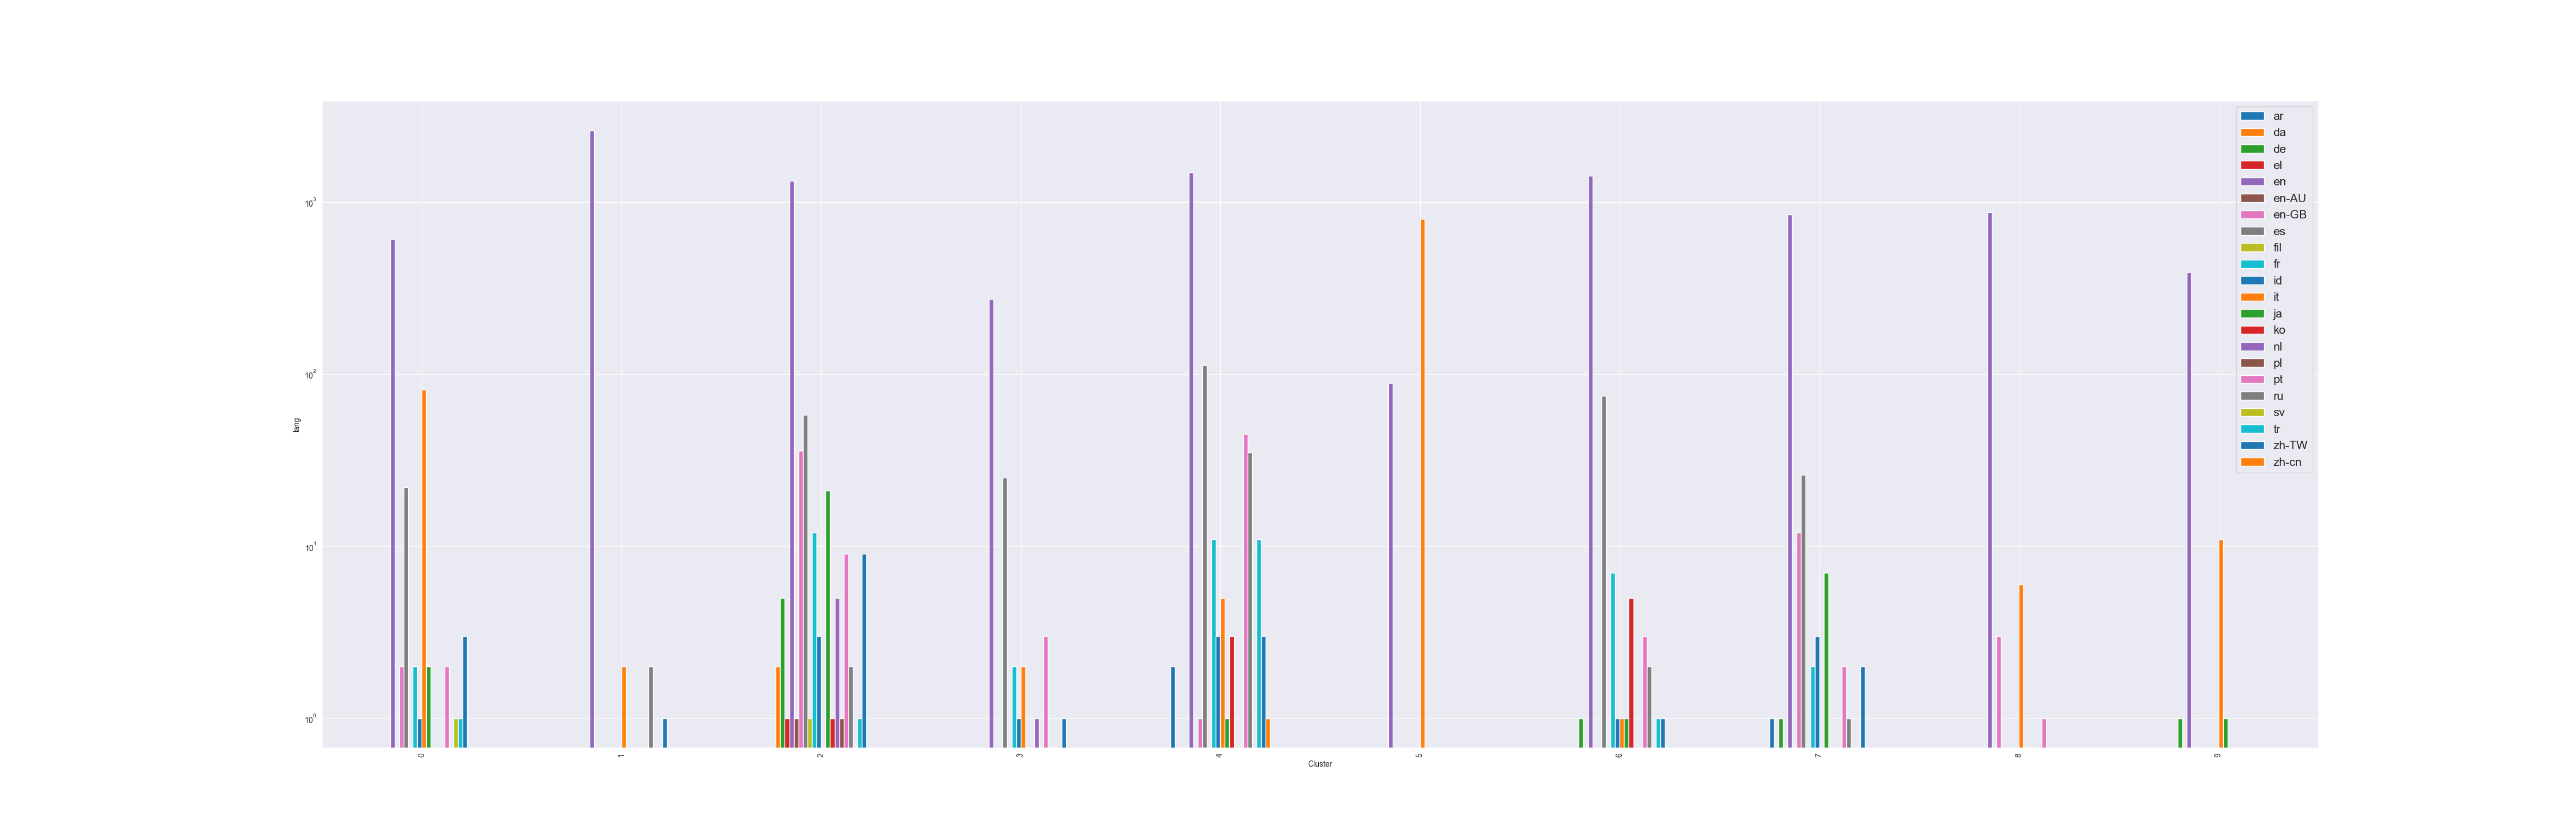 10³
10²
10¹
10⁰
lang
0
1
2
3
4
5
6
7
8
9
Cluster
ar
da
de
el
en
en-AU
en-GB
es
fil
fr
id
it
ja
ko
nl
pl
pt
ru
sv
tr
zh-TW
zh-cn